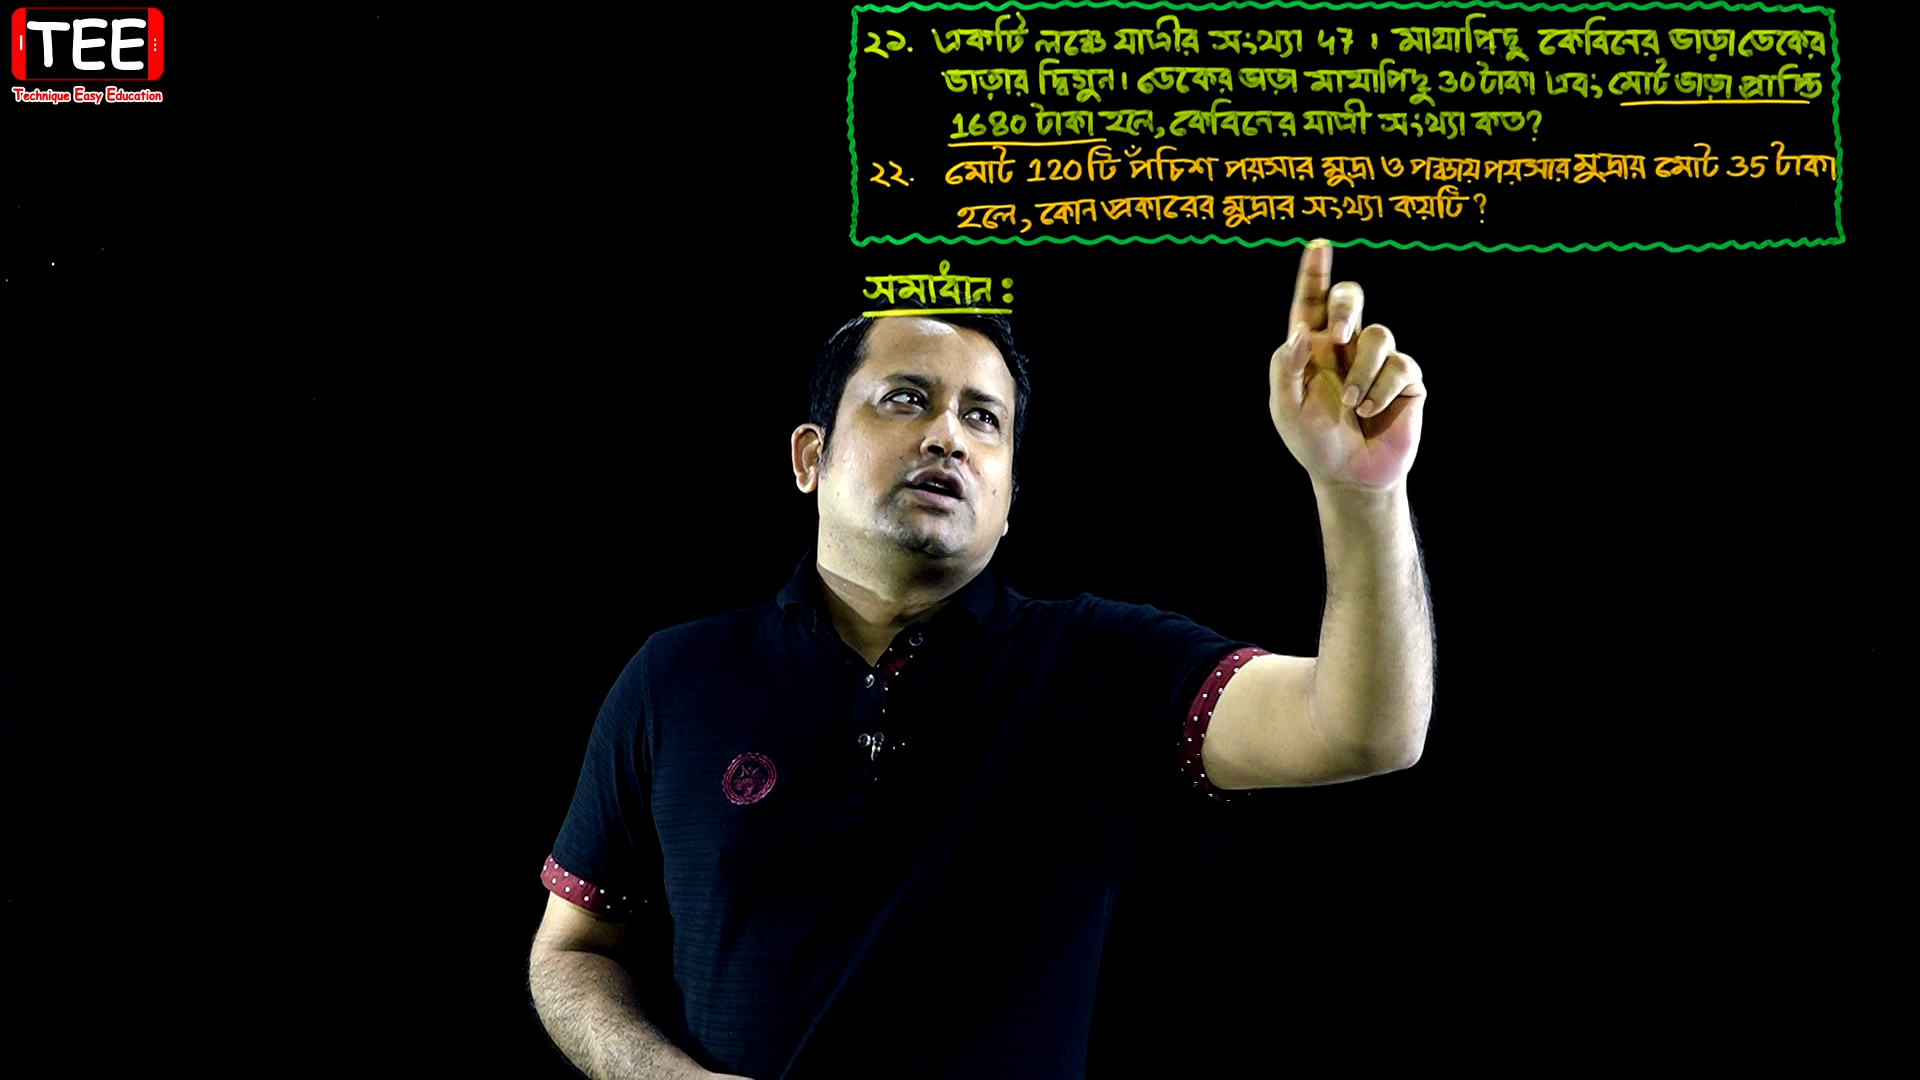 TEE
Technique Easy Education
২১. একটি লঞ্চে যাত্রীর সংখ্যা 47। মাথাপিছু কেবিনের ভাড়া ডেকের
ভাড়ার দ্বিগুন। ডেকের ভাড়া মাথাপিছু 30 টাকা এবং মোট ভাড়া প্রাপ্তি
1680 টাকা হলে, কেবিনের যাত্রী সংখ্যা কত?
২২. মোট 120 টি পঁচিশ পয়সার মুদ্রা ও পঞ্চাশ পয়সার মুদ্রায় মোট 35 টাকা
হলে, কোন প্রকারের মুদ্রার সংখ্যা কয়টি?
সমাধান: